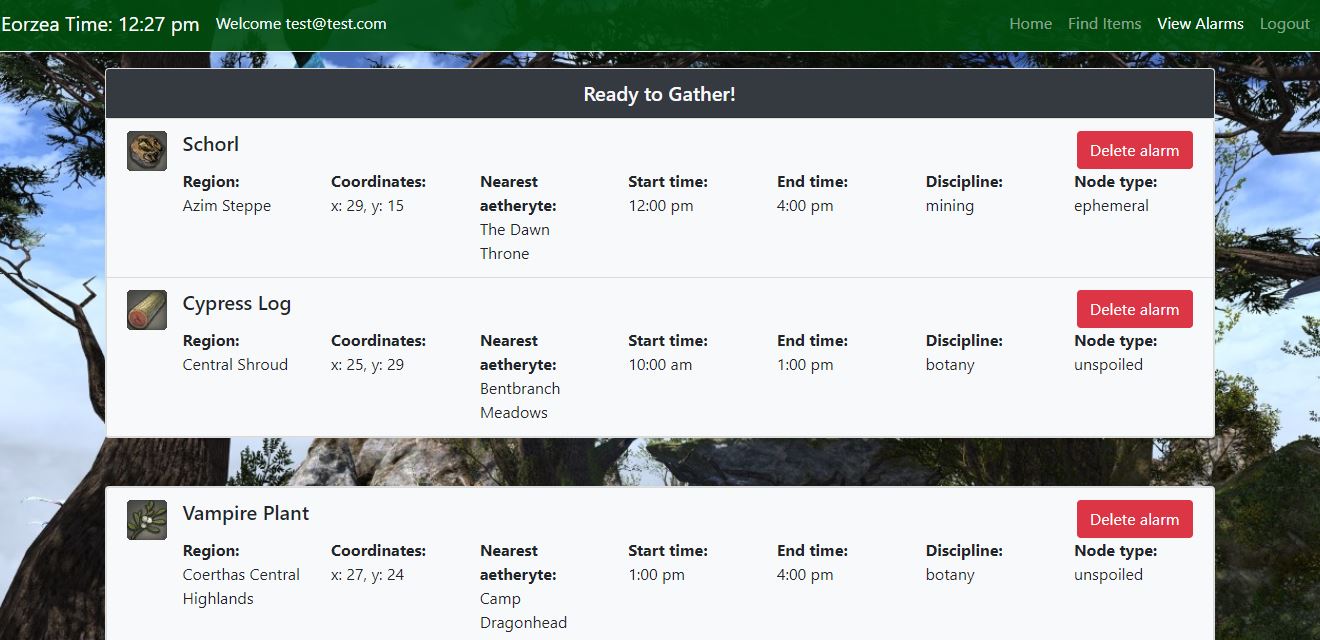 Eorzea Time: 12:27 pm Welcome test@test.com Home Find Items View Alarms Logout
Ready to Gather!
Schorl Delete alarm
Region: Coordinates: Nearest Start time: End time: Discipline: Node type:
Azim Steppe x: 29, y: 15 aetheryte: 12:00 pm 4:00 pm mining ephemeral
The Dawn
Throne
Cypress Log Delete alarm
Region: Coordinates: Nearest Start time: End time: Discipline: Node type:
Central Shroud x: 25, y: 29 aetheryte: 10:00 am 1:00 pm botany unspoiled
Bentbranch
Meadows
Vampire Plant Delete alarm
Region: Coordinates: Nearest Start time: End time: Discipline: Node type:
Coerthas Central x: 27, y: 24 aetheryte: 1:00 pm 4:00 pm botany unspoiled
Highlands Camp
Dragonhead